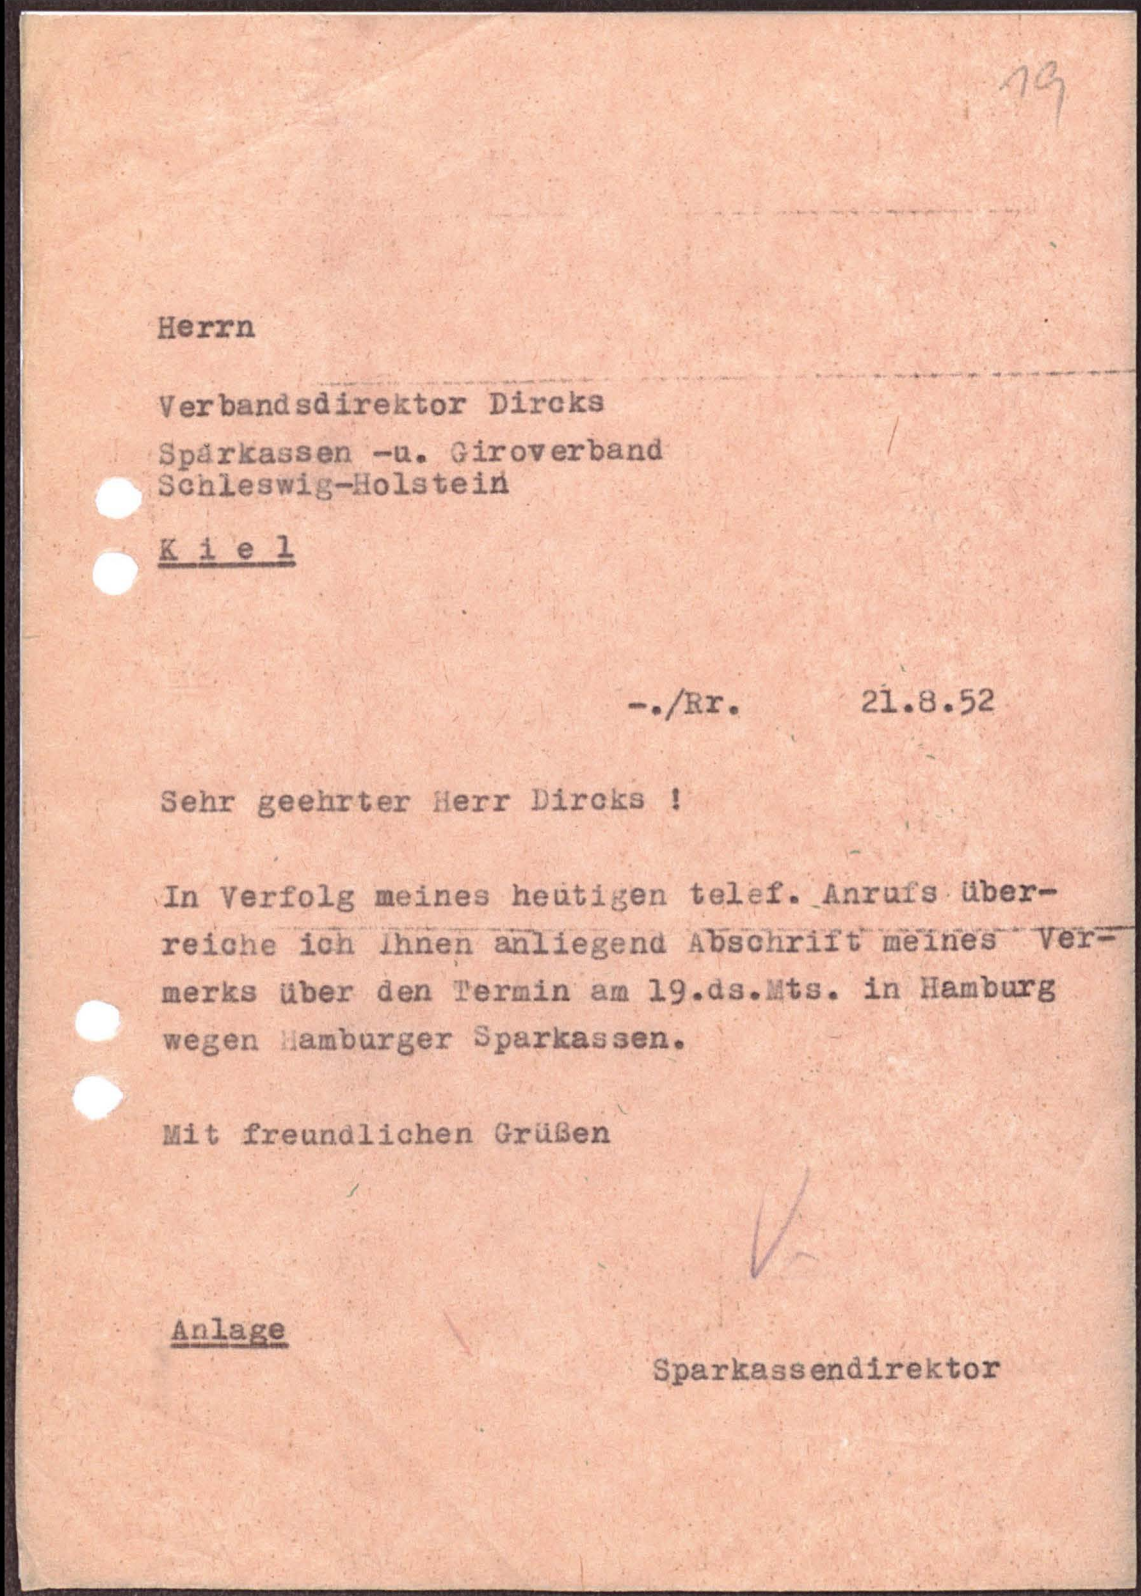 19
Herrn
Verbandsdirektor Dircks
Sparkassen -u. Giroverband
Schleswig-Holstein
K i e l
-./Rr. 21.8.52
Sehr geehrter Herr Dircks !
In Verfolg meines heutigen telef. Anrufs über-
reiche ich Ihnen anliegend Abschrift meines Ver-
merks über den Termin am 19.ds.Mts. in Hamburg
wegen Hamburger Sparkassen.
Mit freundlichen Grüßen
Anlage
Sparkassendirektor